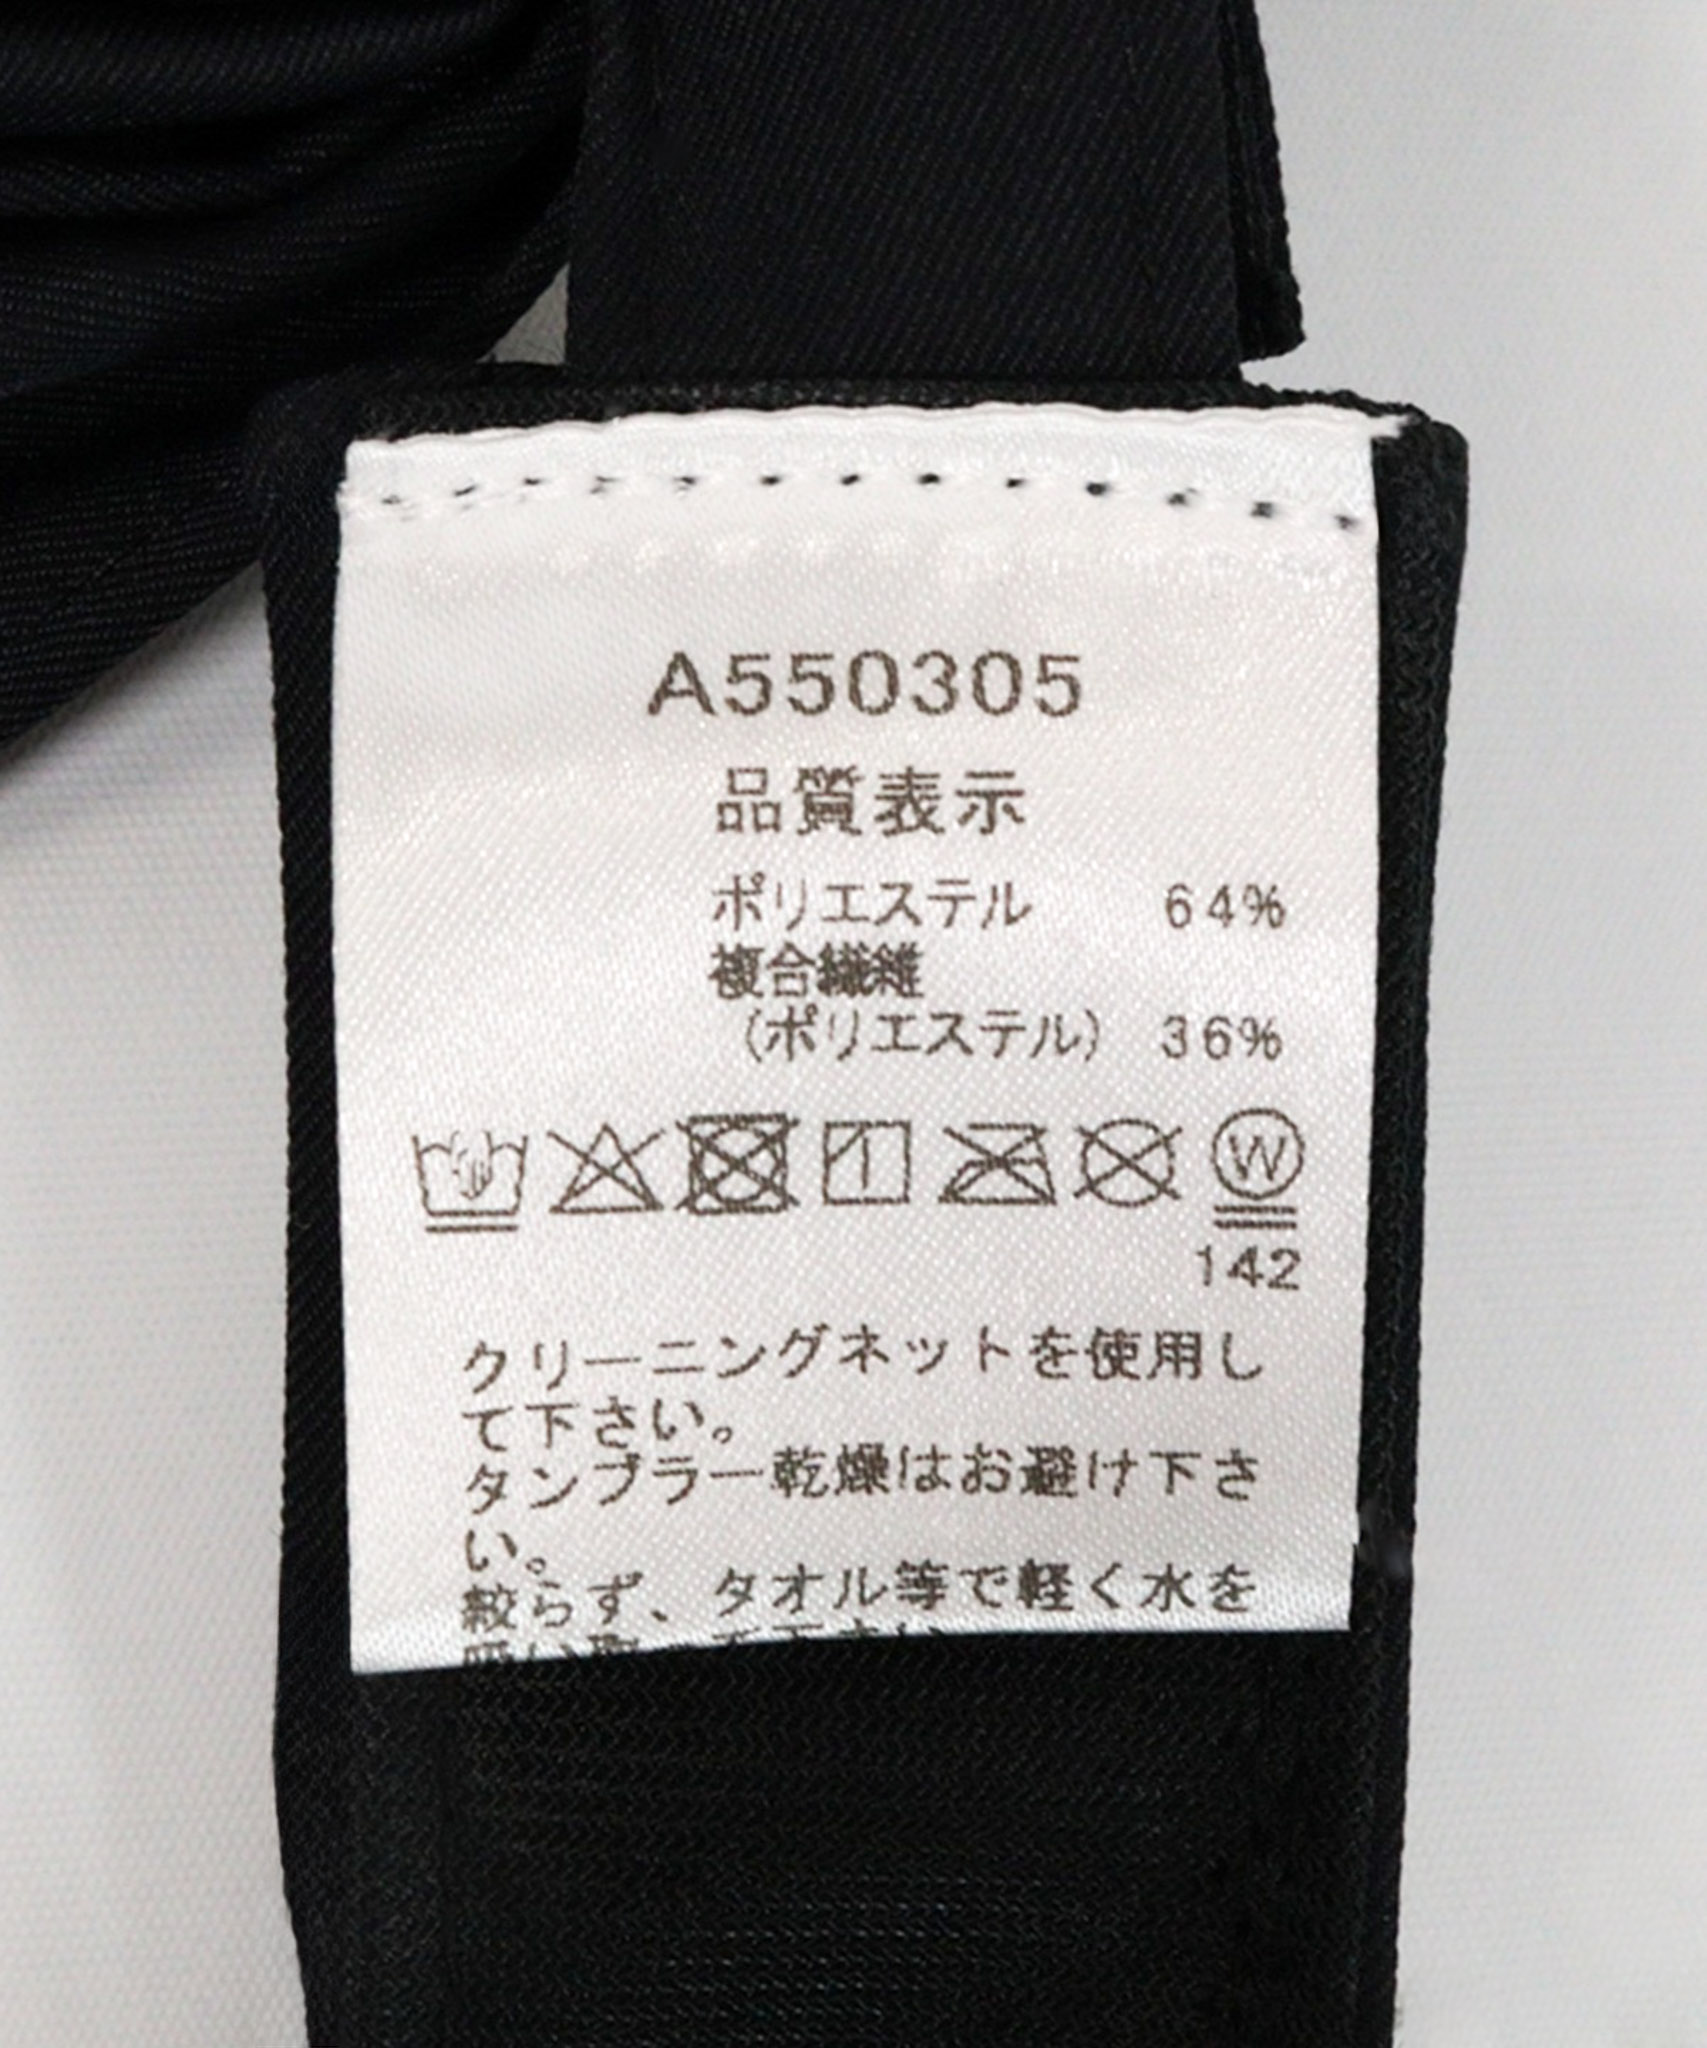 A550305
品質表示
ポリエステル 64%
複合繊維
(ポリエステル) 36%
W
142
クリーニングネットを使用し
て下さい。
タンブラー乾燥はお避け下さ
い。
絞らず、タオル等で軽く水を